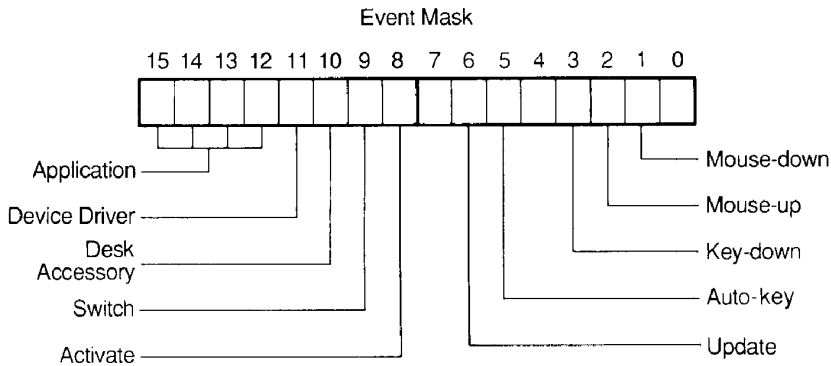 Event Mask
15 14 13 12 11 10 9 8 7 6 5 4 3 2 1 0
Application
Device Driver
Desk
Accessory
Switch
Activate
Mouse-down
Mouse-up
Key-down
Auto-key
Update